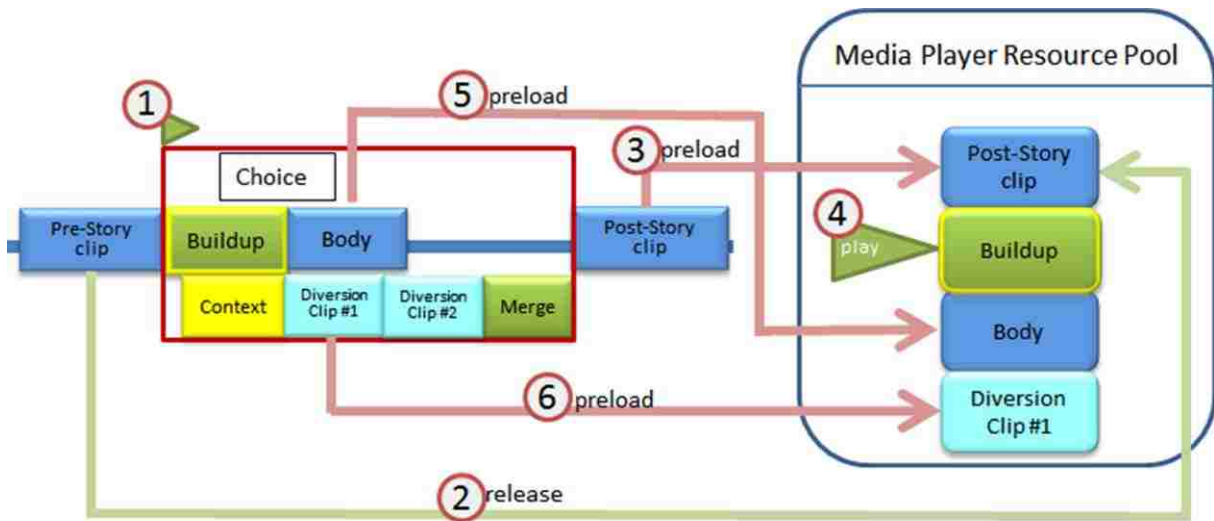 Media Player Resource Pool
1
5 preload
3 preload
Choice
Post-Story
clip
Pre-Story
clip
Buildup
Body
Post-Story
clip
4
play
Buildup
Context
Diversion
Clip #1
Diversion
Clip #2
Merge
Body
6 preload
Diversion
Clip #1
2 release